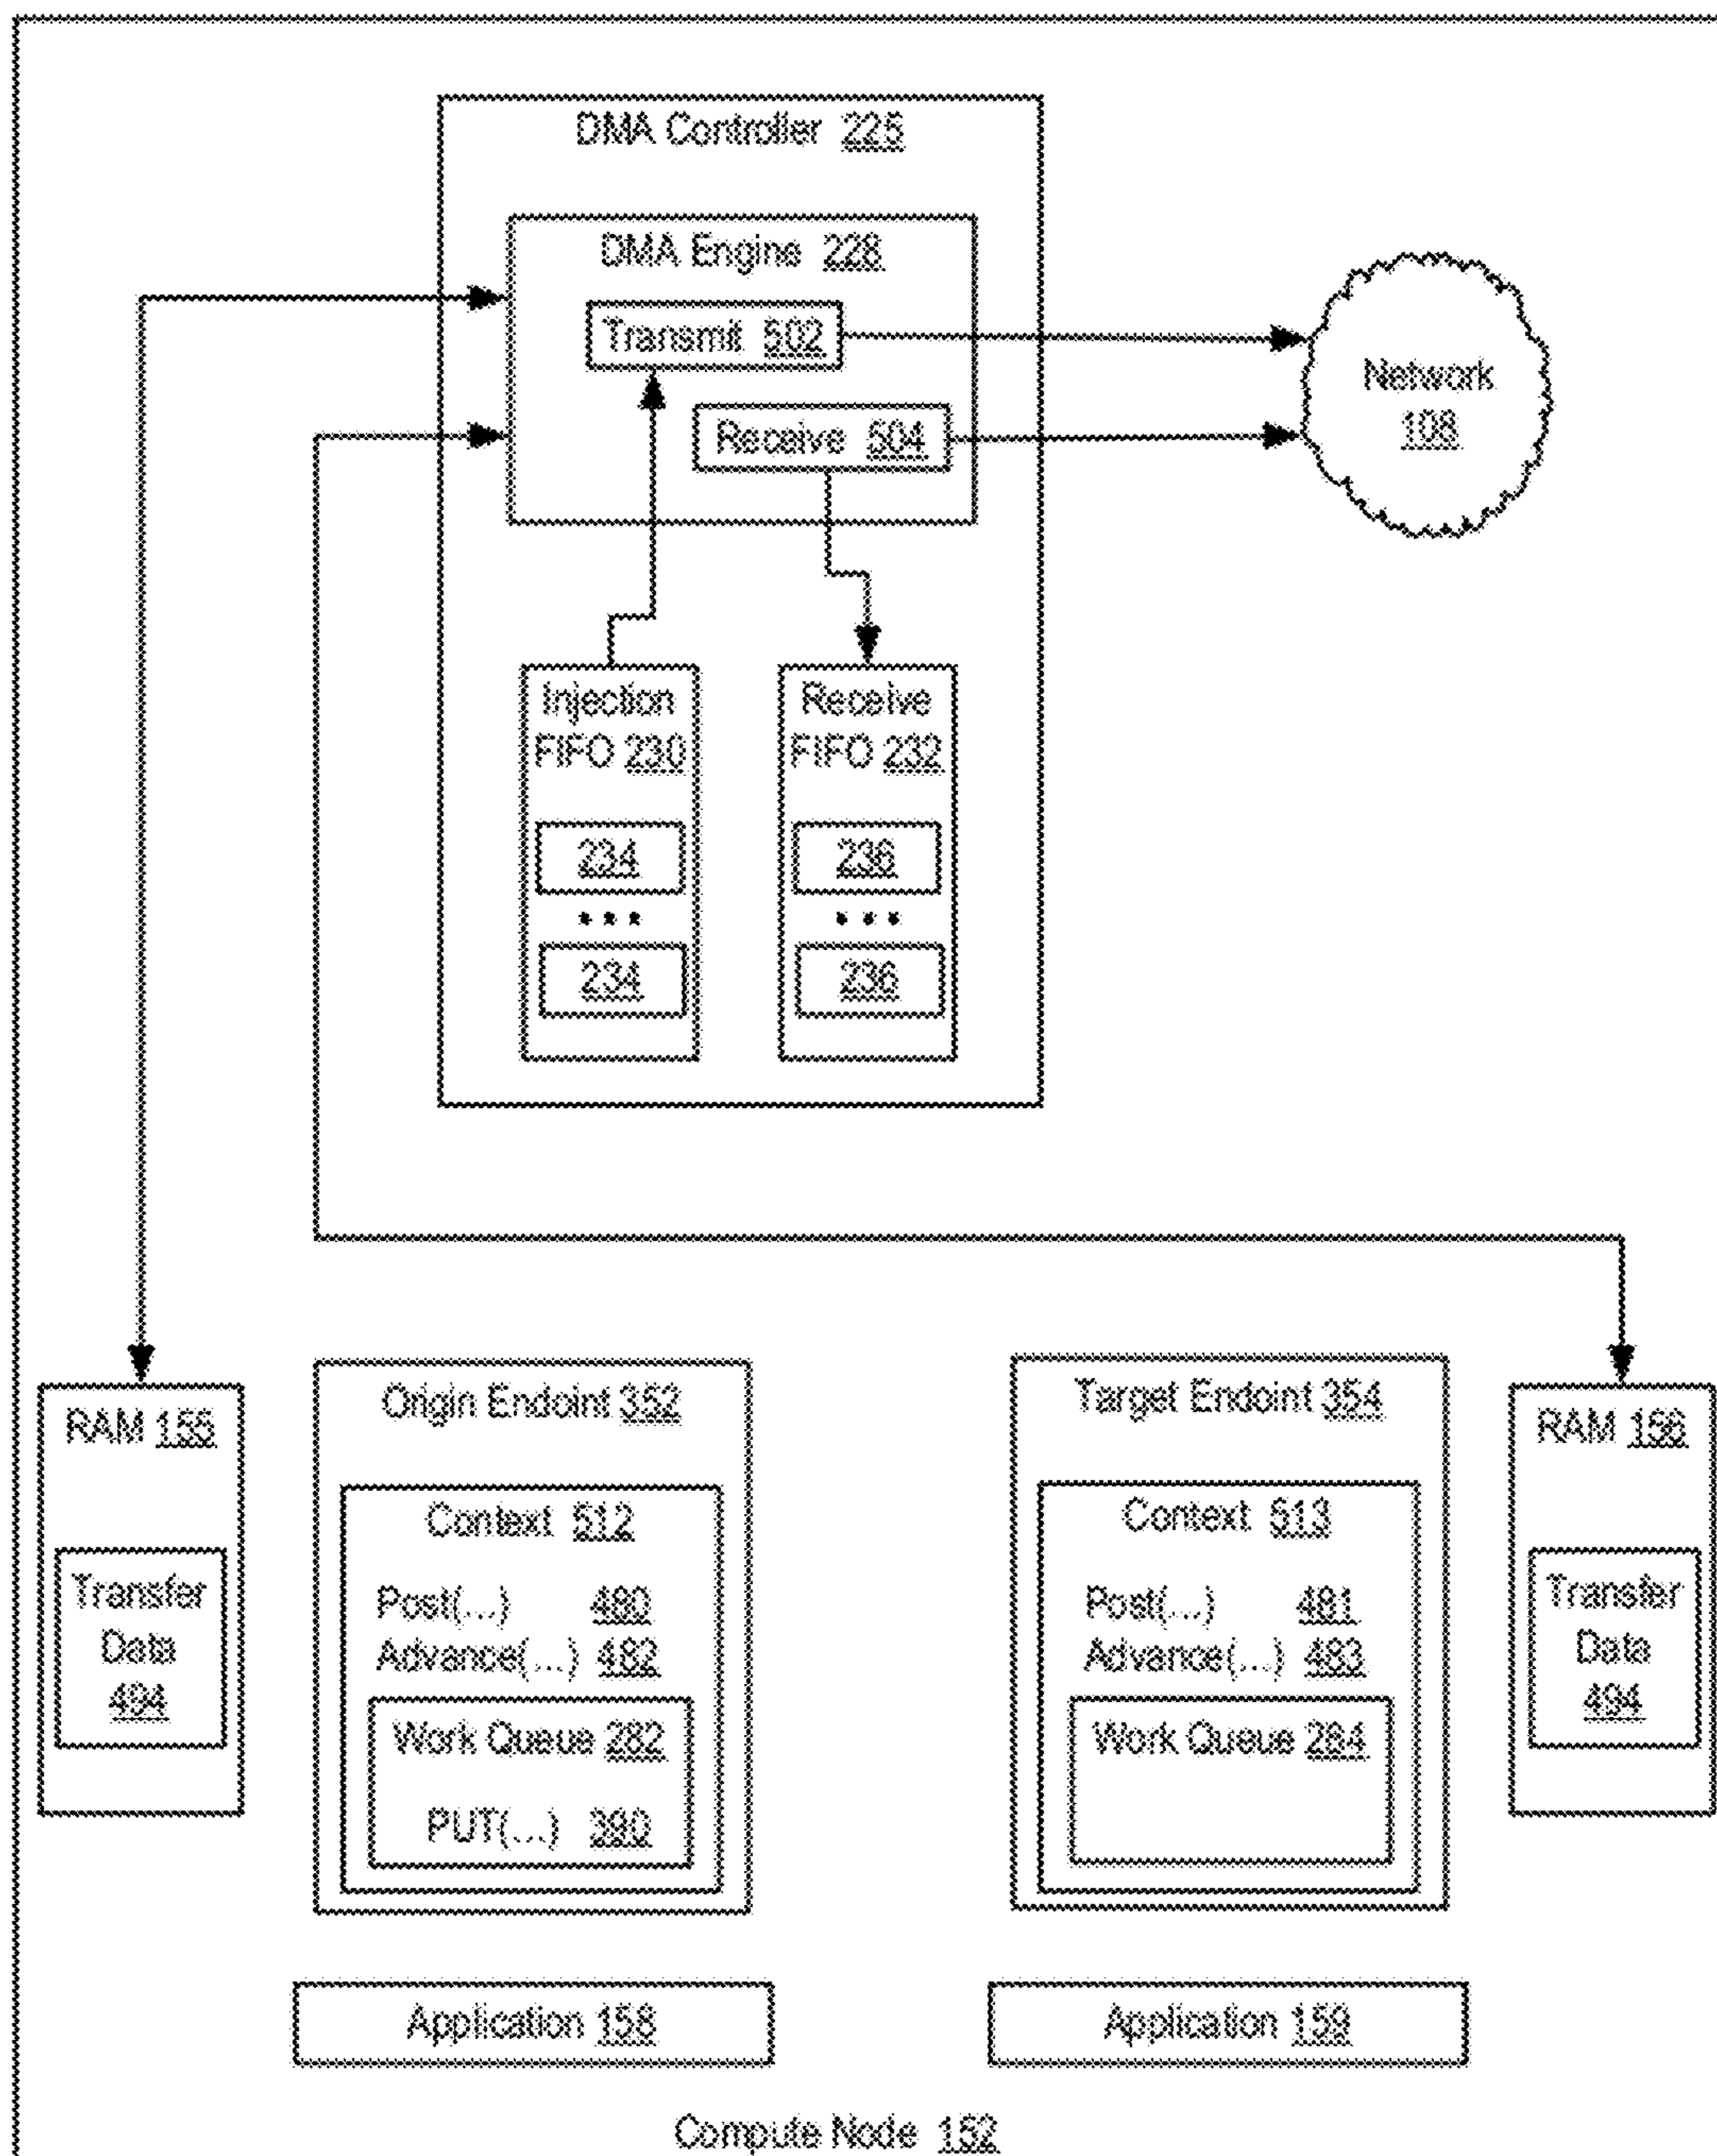 DMA Controller 225
DMA Engine 228
Transmit 502
Receive 504
Network
108
Injection
FIFO 230
234
• • •
234
Receive
FIFO 232
236
• • •
236
RAM 155
Transfer
Data
494
Origin Endoint 352
Context 512
Post(...) 480
Advance(...) 482
Work Queue 282
PUT(...) 390
Target Endoint 354
Context 513
Post(...) 481
Advance(...) 483
Work Queue 284
RAM 156
Transfer
Data
494
Application 158
Application 159
Compute Node 152